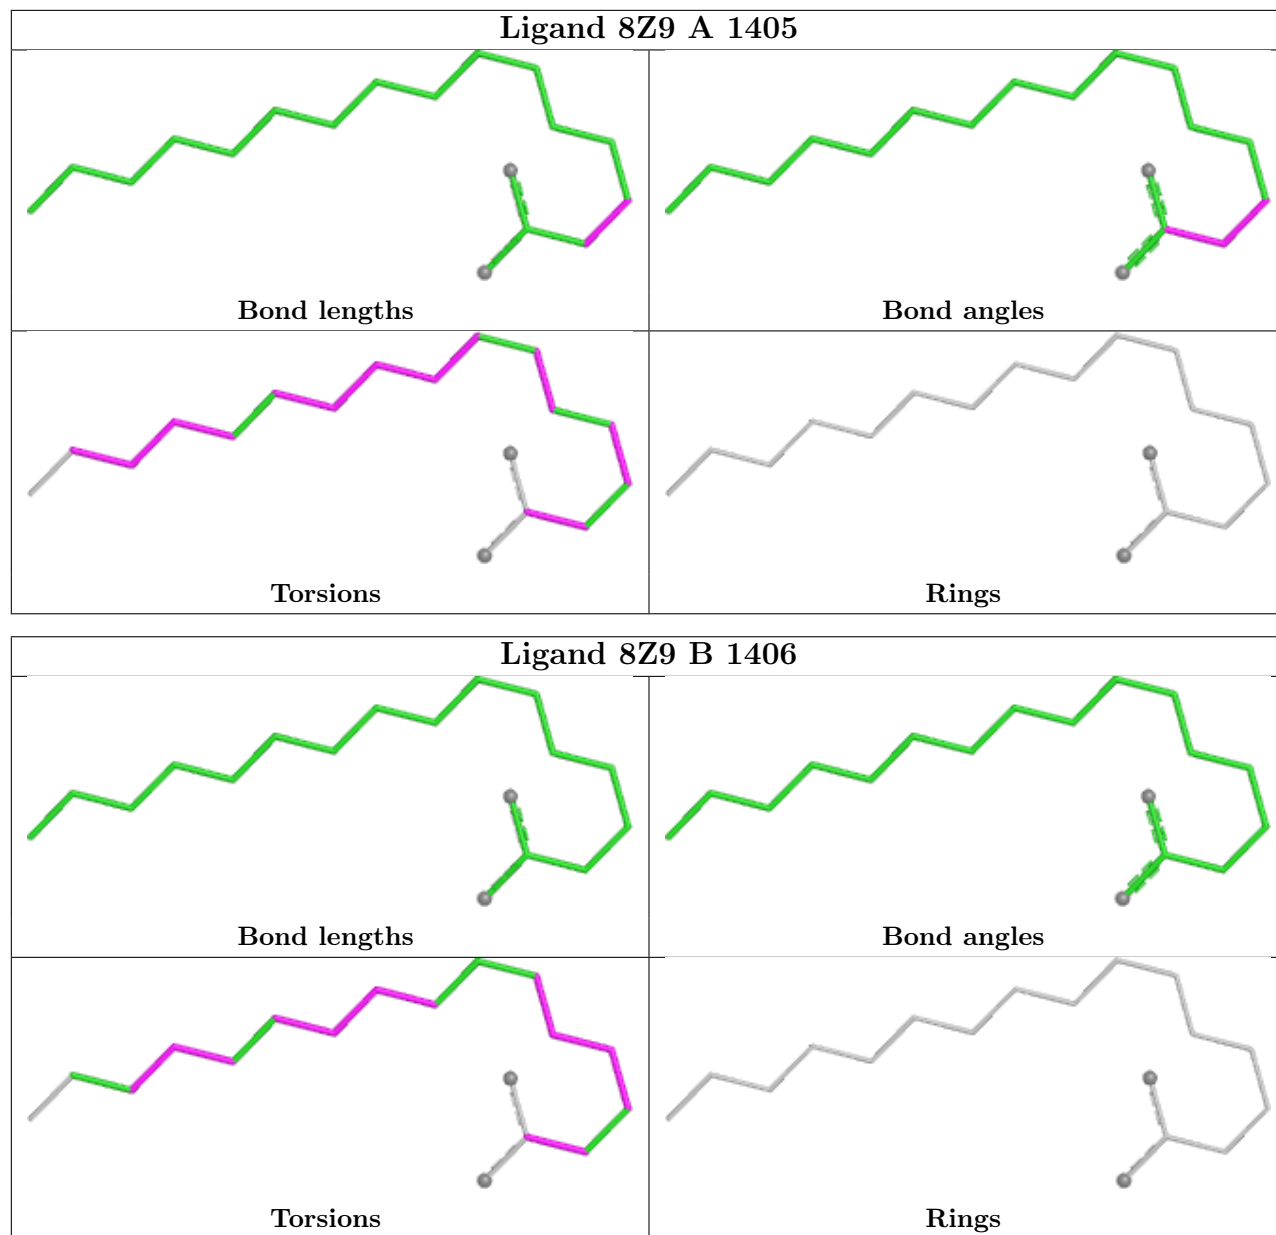 Ligand 8Z9 A 1405
Bond lengths
Bond angles
Torsions
Rings
Ligand 8Z9 B 1406
Bond lengths
Bond angles
Torsions
Rings